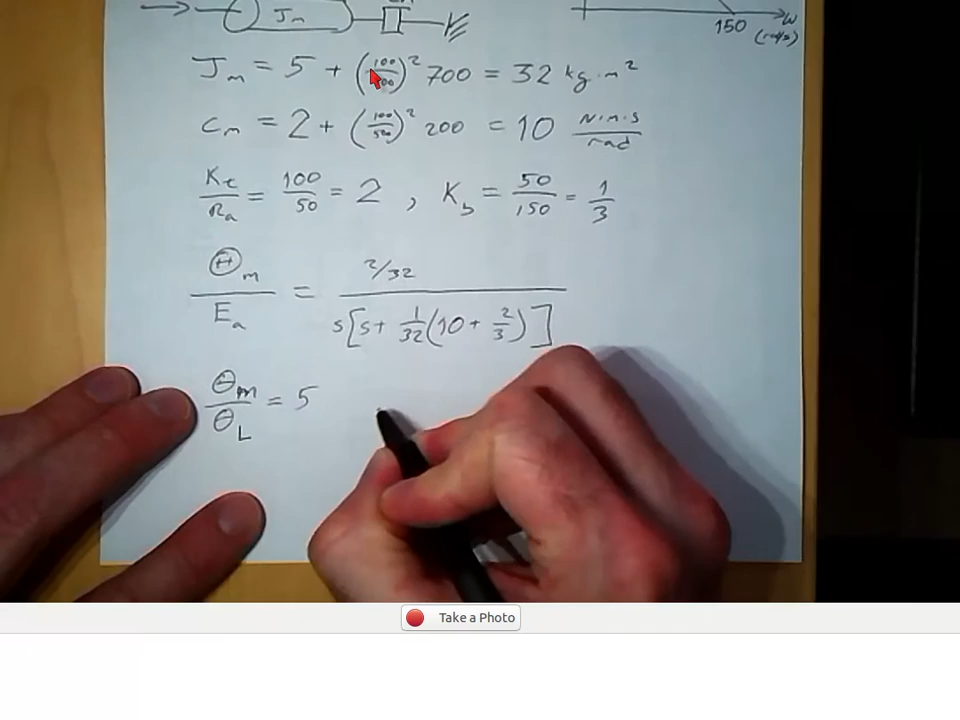 Jm
150 ω
(rad/s)
Jm = 5 + (100/500)² 700 = 32 kg·m²
Cm = 2 + (100/500)² 200 = 10 N·m·s/rad
Kt/Ra = 100/50 = 2 , Kb = 50/150 = 1/3
Θm/Ea = (2/32)/(s[s + 1/32(10 + 2/3)])
θm/θL = 5
Take a Photo